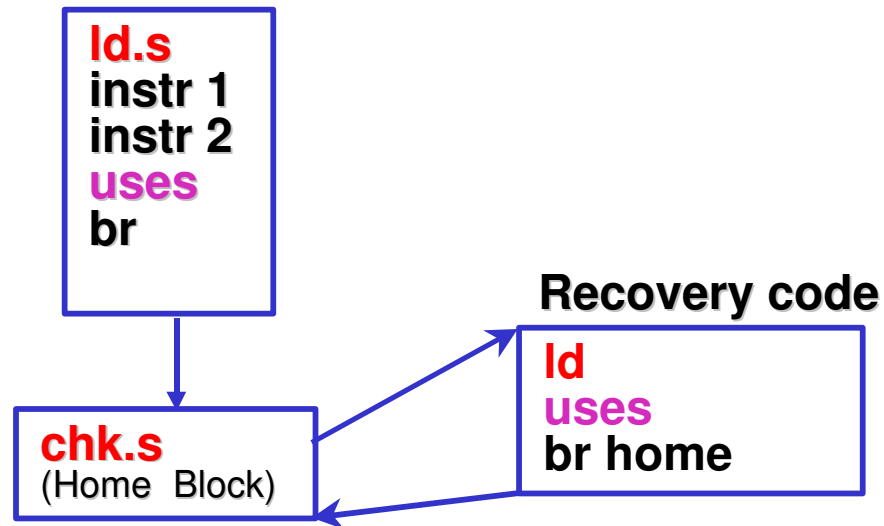 ld.s
instr 1
instr 2
uses
br
Recovery code
ld
uses
br home
chk.s
(Home Block)